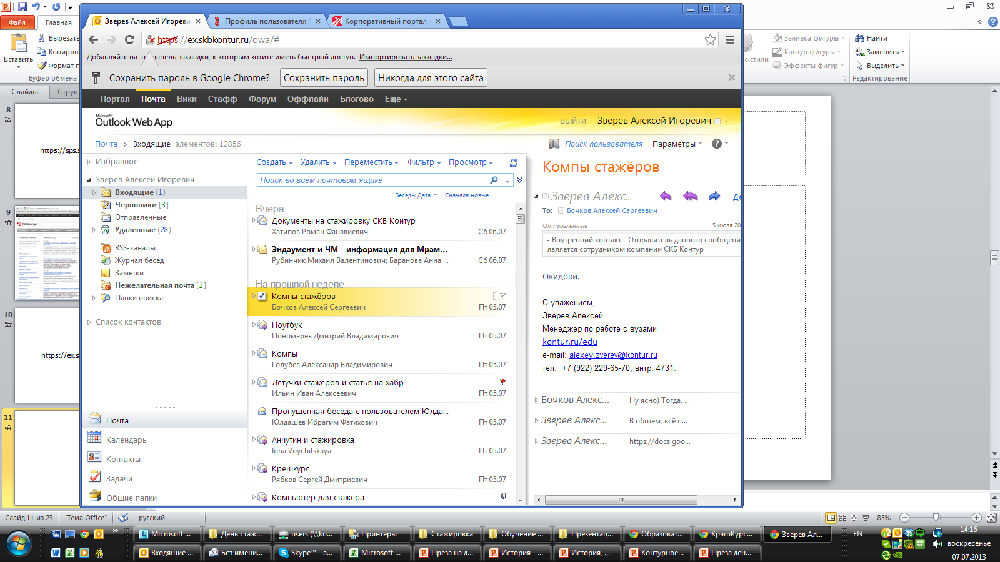 Зверев Алексей Игореви
Профиль пользователя
Корпоративный портал
https://ex.skbkontur.ru/owa/#
Добавляйте на эт панель закладки, к которым хотите иметь быстрый доступ. Импортировать закладки...
Сохранить пароль в Google Chrome?
Сохранить пароль
Никогда для этого сайта
Портал Почта Вики Стафф Форум Оффлайн Блогово Еще
Microsoft
Outlook Web App
выйти
Зверев Алексей Игоревич
Почта > Входящие элементов: 12856
Поиск пользователя
Параметры
Избранное
Зверев Алексей Игоревич
Входящие (1)
Черновики [3]
Отправленные
Удаленные (28)
RSS-каналы
Журнал бесед
Заметки
Нежелательная почта [1]
Папки поиска
Список контактов
Почта
Календарь
Контакты
Задачи
Общие папки
Создать Удалить Переместить Фильтр Просмотр
Поиск во всем почтовом ящике
Беседы Дата Сначала новые
Вчера
Документы на стажировку СКБ Контур
Хатипов Роман Фанавиевич Сб 06.07
Эндаумент и ЧМ - информация для Мрам...
Рубинчик Михаил Валентинович; Баранова Анна ... Сб 06.07
На прошлой неделе
Компы стажёров
Бочков Алексей Сергеевич Пт 05.07
Ноутбук
Пономарев Дмитрий Владимирович Пт 05.07
Компы
Голубев Александр Владимирович Пт 05.07
Летучки стажёров и статья на хабр
Ильин Иван Алексеевич Пт 05.07
Пропущенная беседа с пользователем Юлда...
Юлдашев Ибрагим Фатихович Пт 05.07
Анчутин и стажировка
Irina Voychitskaya Пт 05.07
Крешкурс
Рябков Сергей Дмитриевич Пт 05.07
Компьютер для стажера
Компы стажёров
Зверев Алекс...
To: Бочков Алексей Сергеевич
Отправленные 5 июля 20
- Внутренний контакт - Отправитель данного сообщени
является сотрудником компании СКБ Контур
Окидоки.
С уважением,
Зверев Алексей
Менеджер по работе с вузами
kontur.ru/edu
e-mail: alexey.zverev@kontur.ru
тел. +7 (922) 229-65-70, внтр. 4731.
Бочков Алекс... Ну ясно) Тогда, ...
Зверев Алекс... В общем, всё п...
Зверев Алекс... https://docs.goo...
Файл
Главная
Вставить
Вырезать
Копирова
Формат п
Буфер обмена
Слайды
Структ
8
https://sps.s
9
10
https://ex.s
11
с-стили
Заливка фигуры
Контур фигуры
Эффекты фигур
Найти
Заменить
Выделить
Редактирование
Слайд 11 из 23
"Тема Office"
русский
85%
Microsoft ...
День стаж...
users (\\ko...
Принтеры
Стажировка
Обучение ...
Презентац...
Образоват...
КрэшКурс...
Зверев Ал...
Входящие ...
Без имени...
Skype™ - a...
Microsoft ...
Преза на д...
История - ...
История, ...
Контурное...
Преза ден...
EN
14:16
воскресенье
07.07.2013